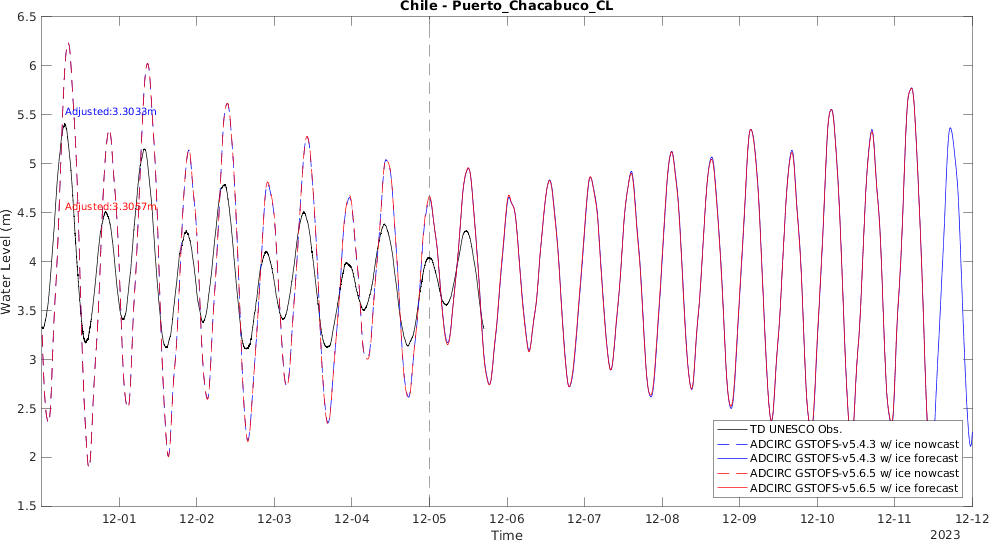 Chile - Puerto_Chacabuco_CL
6.5
6
5.5
5
4.5
4
3.5
3
2.5
2
1.5
Water Level (m)
Adjusted:3.3033m
Adjusted:3.3057m
TD UNESCO Obs.
ADCIRC GSTOFS-v5.4.3 w/ ice nowcast
ADCIRC GSTOFS-v5.4.3 w/ ice forecast
ADCIRC GSTOFS-v5.6.5 w/ ice nowcast
ADCIRC GSTOFS-v5.6.5 w/ ice forecast
12-01 12-02 12-03 12-04 12-05 12-06 12-07 12-08 12-09 12-10 12-11 12-12
Time
2023